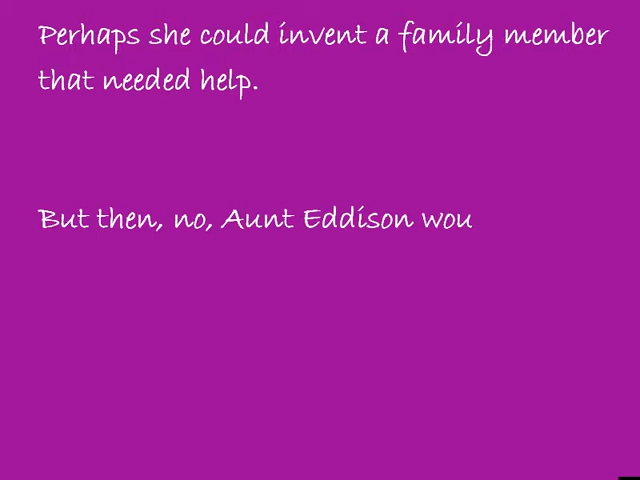 Perhaps she could invent a family member
that needed help.
But then, no, Aunt Eddison wou